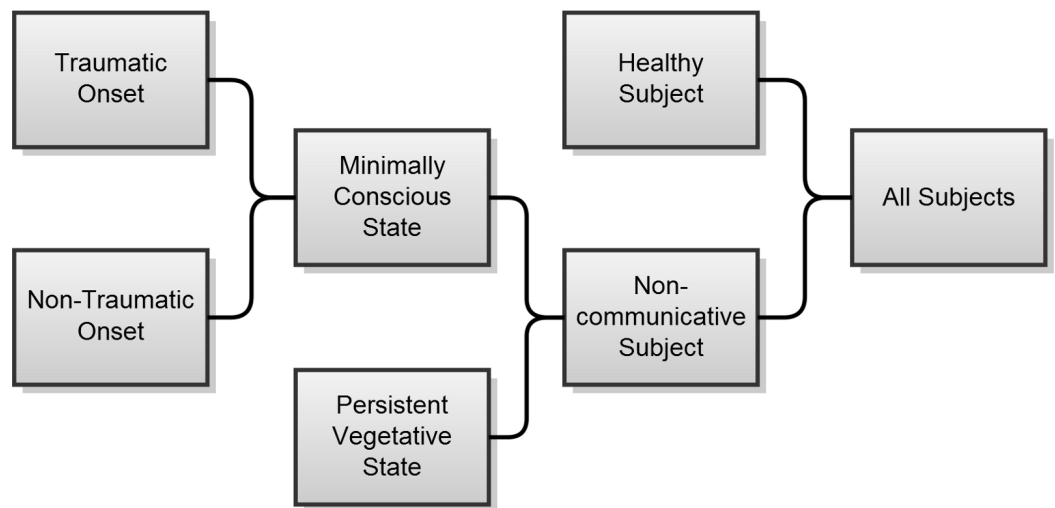 Traumatic
Onset
Healthy
Subject
Minimally
Conscious
State
All Subjects
Non-Traumatic
Onset
Non-
communicative
Subject
Persistent
Vegetative
State